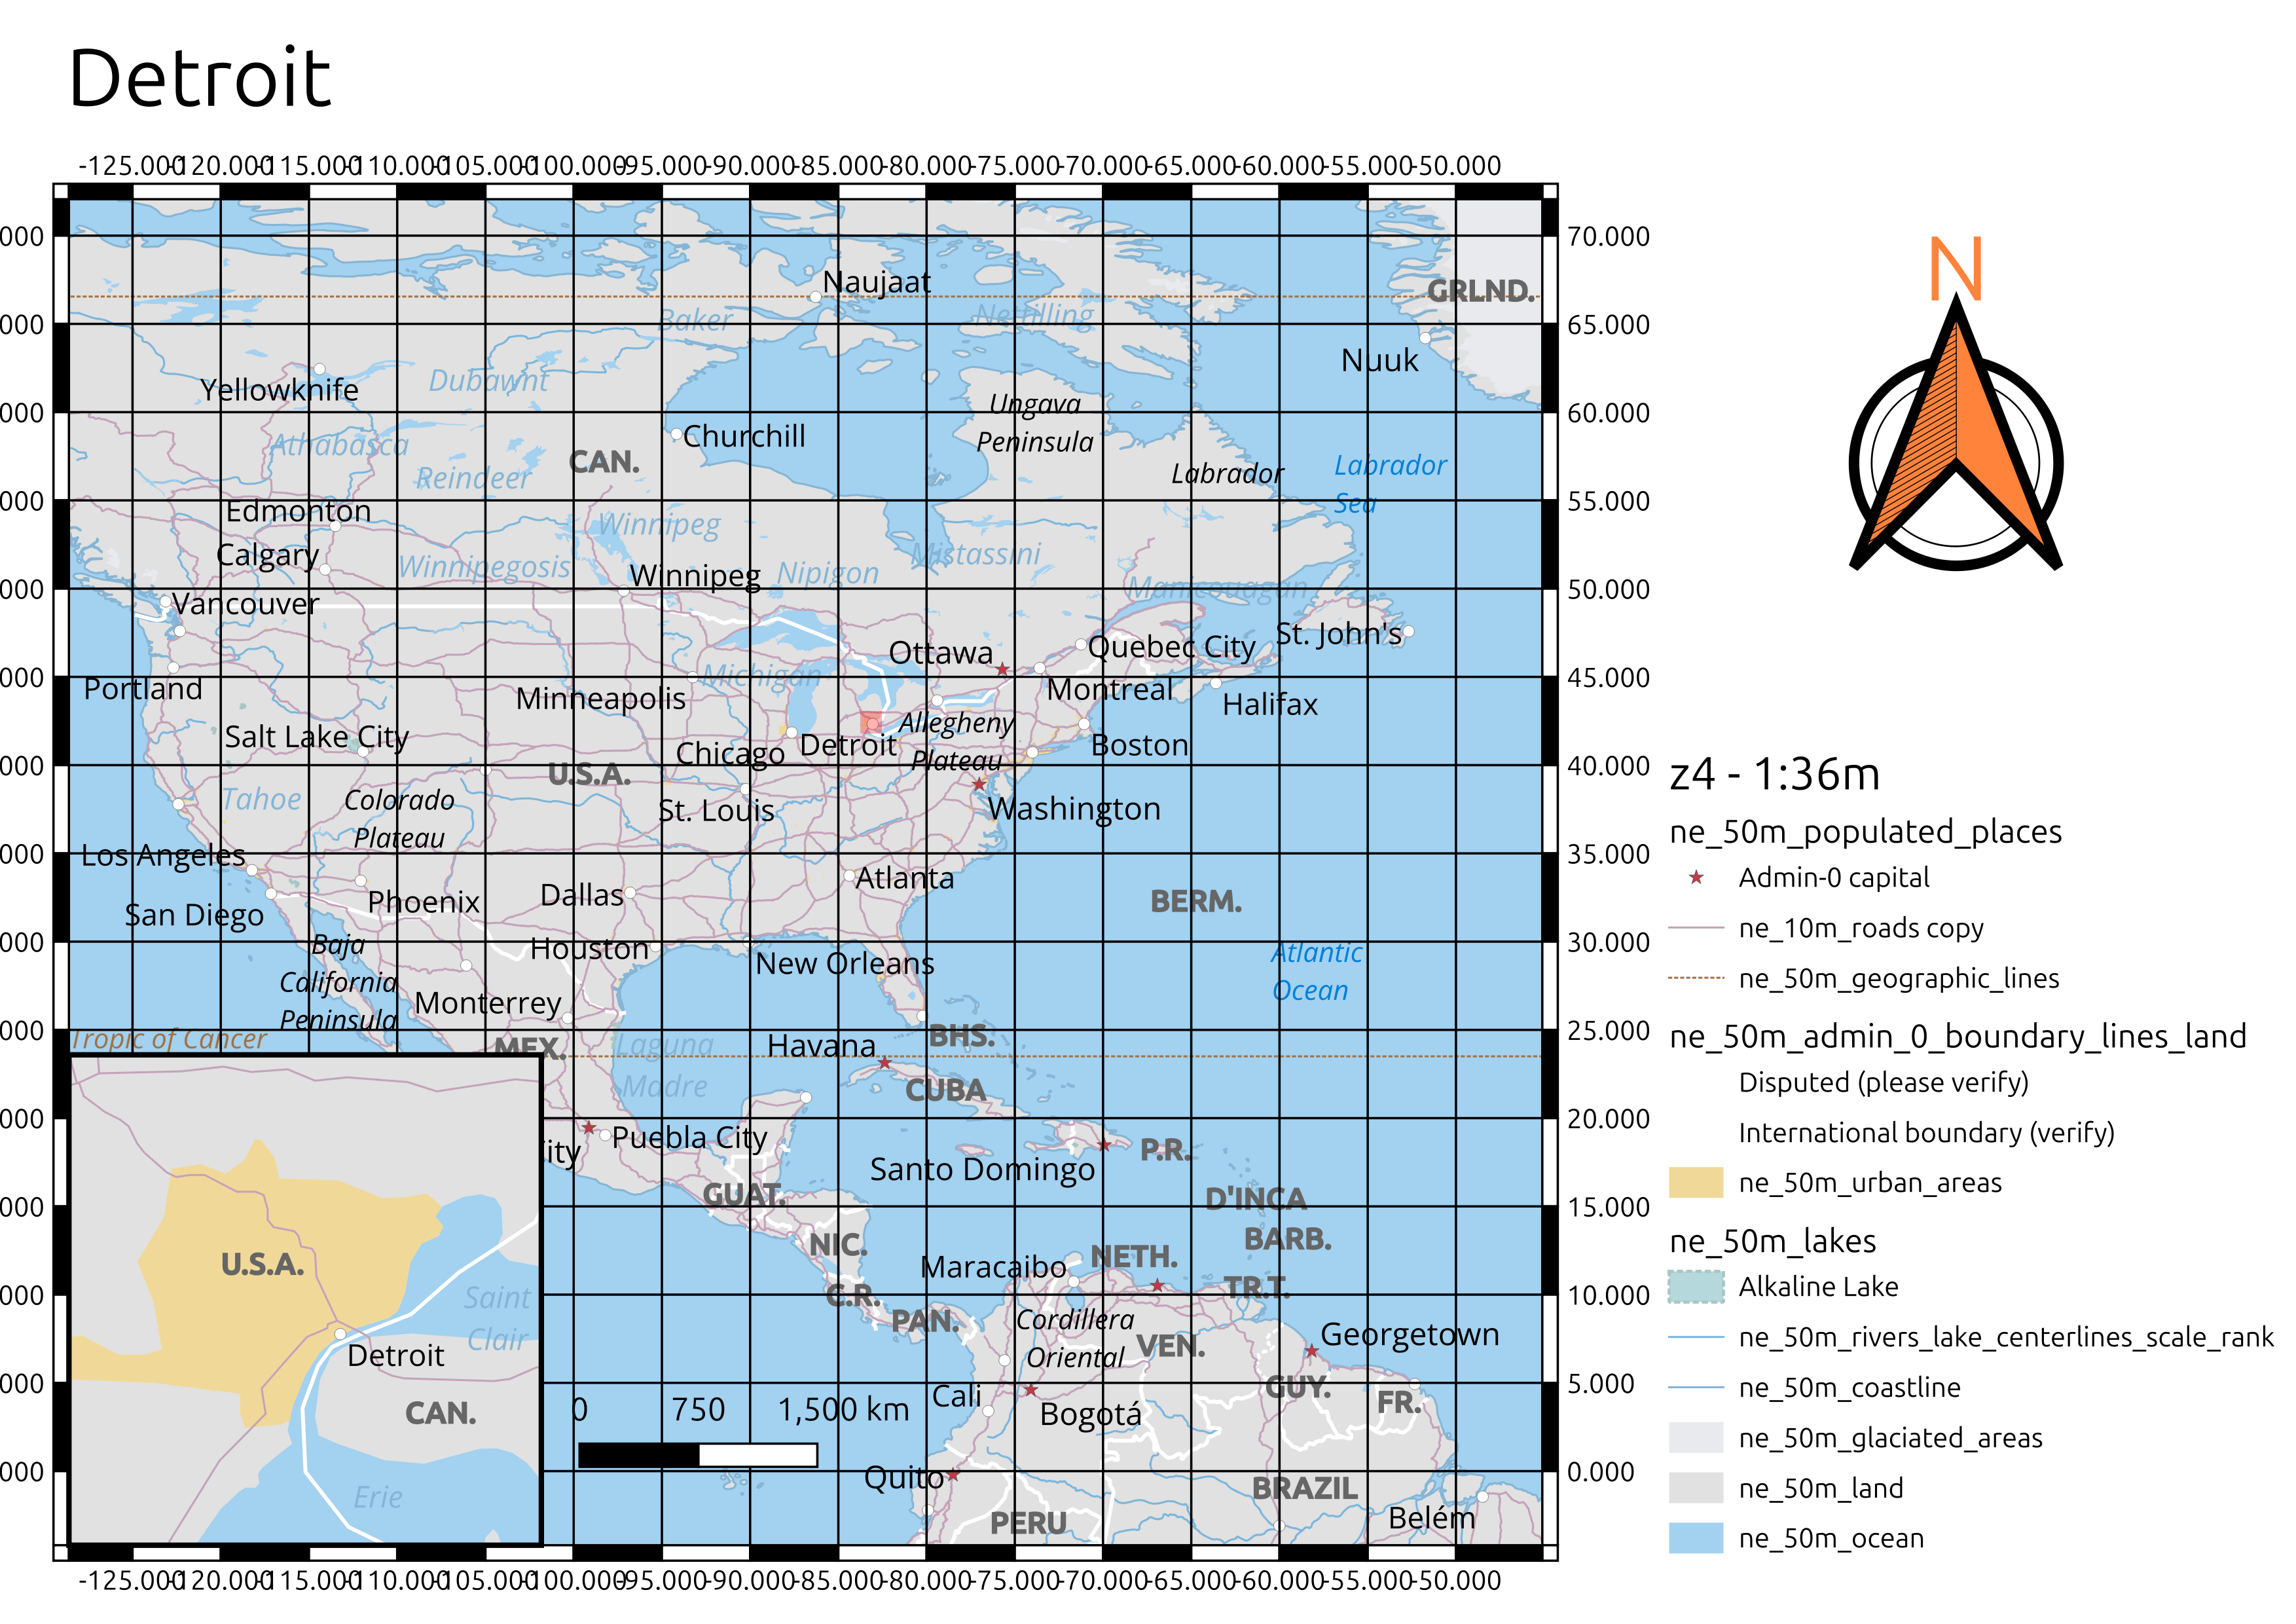 Detroit
-125.000
-120.000
-115.000
-110.000
-105.000
-100.000
-95.000
-90.000
-85.000
-80.000
-75.000
-70.000
-65.000
-60.000
-55.000
-50.000
N
000
70.000
Naujaat
GRLND.
Baker
Nettilling
000
65.000
Nuuk
Yellowknife
Dubawnt
000
60.000
Ungava
Peninsula
Athabasca
Churchill
CAN.
Reindeer
Labrador
Labrador
Sea
000
55.000
Edmonton
Winnipeg
Calgary
Winnipegosis
Mistassini
Winnipeg
Nipigon
Manicouagan
000
50.000
Vancouver
St. John's
Ottawa
Quebec City
000
45.000
Portland
Minneapolis
Michigan
Montreal
Halifax
Salt Lake City
Chicago
Detroit
Allegheny
Plateau
Boston
000
40.000
U.S.A.
Tahoe
Colorado
Plateau
St. Louis
Washington
000
35.000
Los Angeles
Phoenix
Dallas
Atlanta
San Diego
BERM.
000
30.000
Baja
California
Peninsula
Houston
New Orleans
Atlantic
Ocean
Monterrey
000
25.000
Tropic of Cancer
MEX.
Laguna
Madre
Havana
BHS.
CUBA
000
20.000
ity
Puebla City
Santo Domingo
P.R.
000
15.000
GUAT.
D'INCA
BARB.
NIC.
Maracaibo
NETH.
000
10.000
C.R.
TR.T.
PAN.
Cordillera
Oriental
VEN.
Georgetown
000
5.000
Cali
Bogotá
GUY.
FR.
000
0.000
Quito
BRAZIL
PERU
Belém
U.S.A.
Saint
Clair
Detroit
CAN.
Erie
0
750
1,500 km
-125.000
-120.000
-115.000
-110.000
-105.000
-100.000
-95.000
-90.000
-85.000
-80.000
-75.000
-70.000
-65.000
-60.000
-55.000
-50.000
z4 - 1:36m
ne_50m_populated_places
Admin-0 capital
ne_10m_roads copy
ne_50m_geographic_lines
ne_50m_admin_0_boundary_lines_land
Disputed (please verify)
International boundary (verify)
ne_50m_urban_areas
ne_50m_lakes
Alkaline Lake
ne_50m_rivers_lake_centerlines_scale_rank
ne_50m_coastline
ne_50m_glaciated_areas
ne_50m_land
ne_50m_ocean